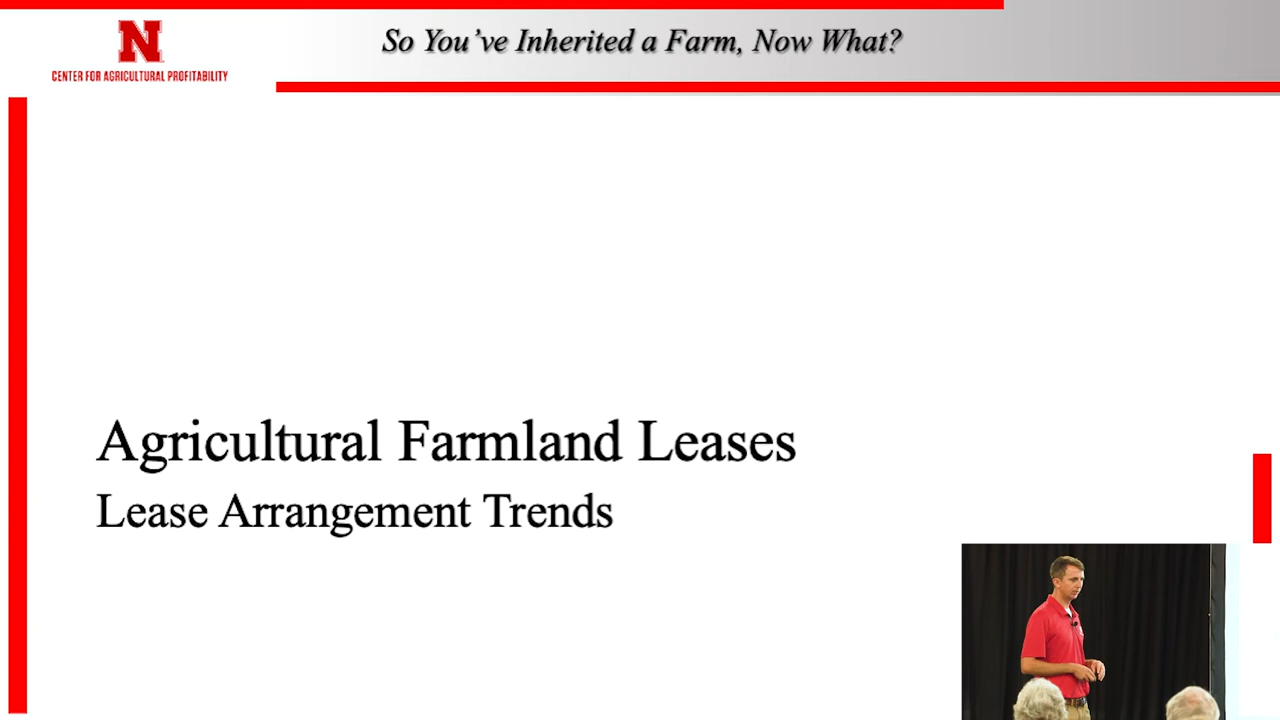 N
CENTER FOR AGRICULTURAL PROFITABILITY
So You've Inherited a Farm, Now What?
Agricultural Farmland Leases
Lease Arrangement Trends